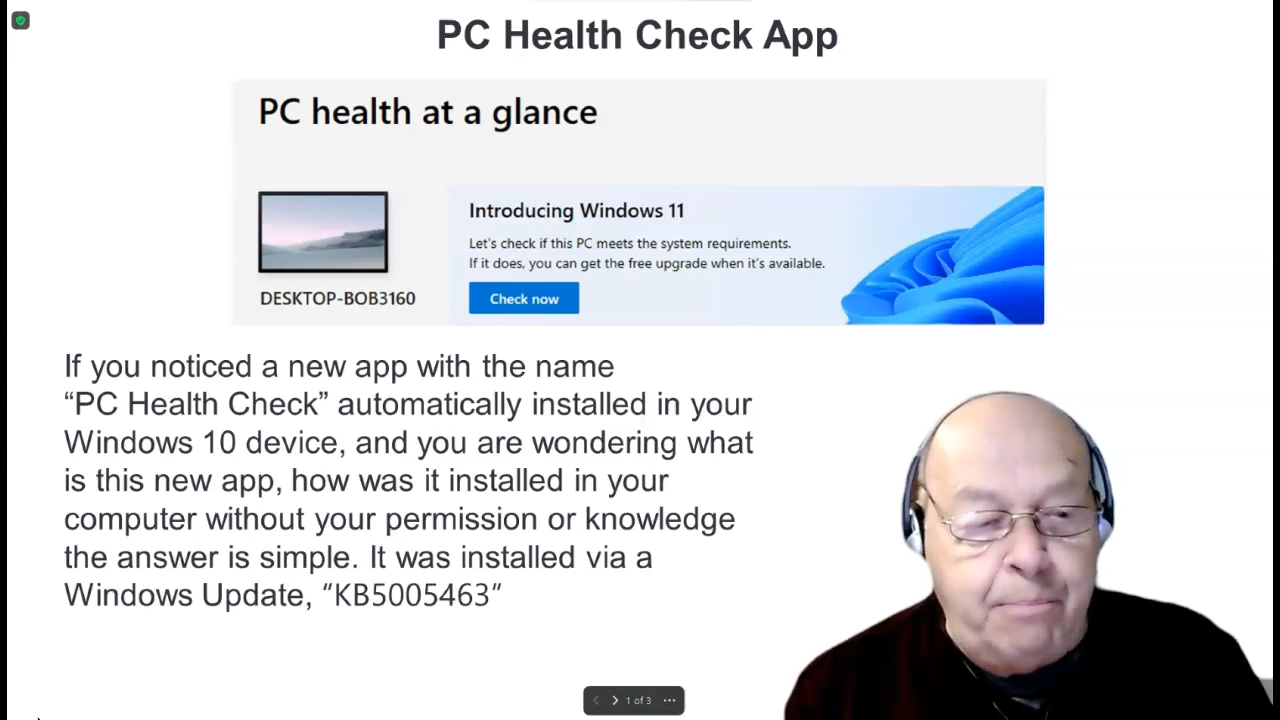 PC Health Check App
PC health at a glance
Introducing Windows 11
Let's check if this PC meets the system requirements.
If it does, you can get the free upgrade when it's available.
DESKTOP-BOB3160
Check now
If you noticed a new app with the name
“PC Health Check” automatically installed in your
Windows 10 device, and you are wondering what
is this new app, how was it installed in your
computer without your permission or knowledge
the answer is simple. It was installed via a
Windows Update, “KB5005463”
1 of 3